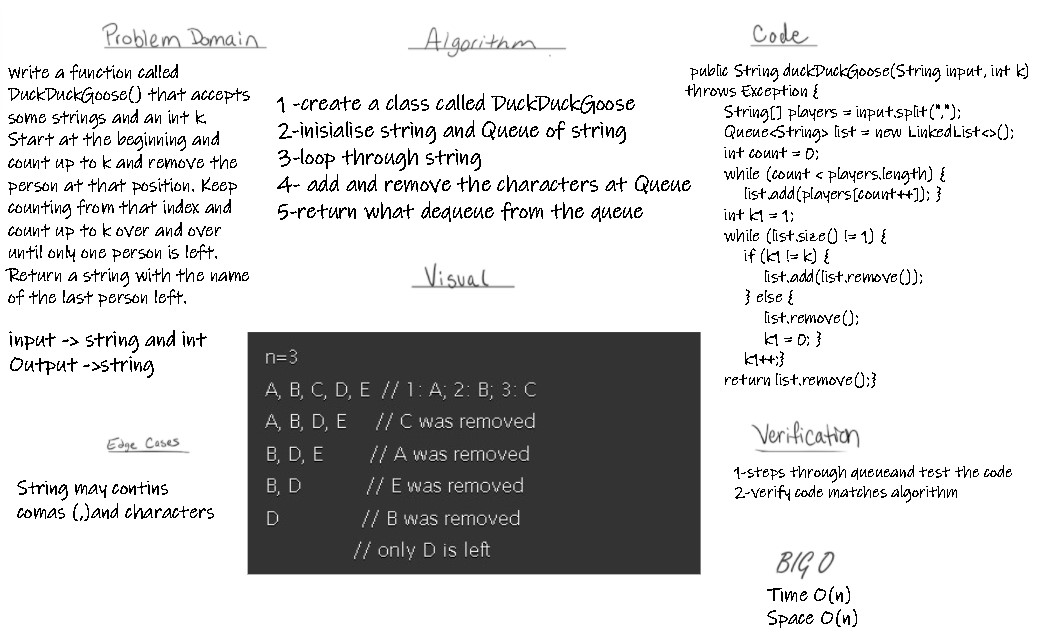 Problem Domain
Write a function called
DuckDuckGoose() that accepts
some strings and an int k.
Start at the beginning and
count up to k and remove the
person at that position. Keep
counting from that index and
count up to k over and over
until only one person is left.
Return a string with the name
of the last person left.
input -> string and int
Output ->string
Edge Cases
String may contins
comas (,)and characters
Algorithm
1 -create a class called DuckDuckGoose
2-inisialise string and Queue of string
3-loop through string
4- add and remove the characters at Queue
5-return what dequeue from the queue
Visual
n=3
A, B, C, D, E // 1: A; 2: B; 3: C
A, B, D, E // C was removed
B, D, E // A was removed
B, D // E was removed
D // B was removed
// only D is left
Code
public String duckDuckGoose(String input, int k)
throws Exception {
String[] players = input.split(",");
Queue<String> list = new LinkedList<>();
int count = 0;
while (count < players.length) {
list.add(players[count++]); }
int k1 = 1;
while (list.size() != 1) {
if (k1 != k) {
list.add(list.remove());
} else {
list.remove();
k1 = 0; }
k1++;}
return list.remove();}
Verification
1-steps through queueand test the code
2-verify code matches algorithm
BIG O
Time O(n)
Space O(n)